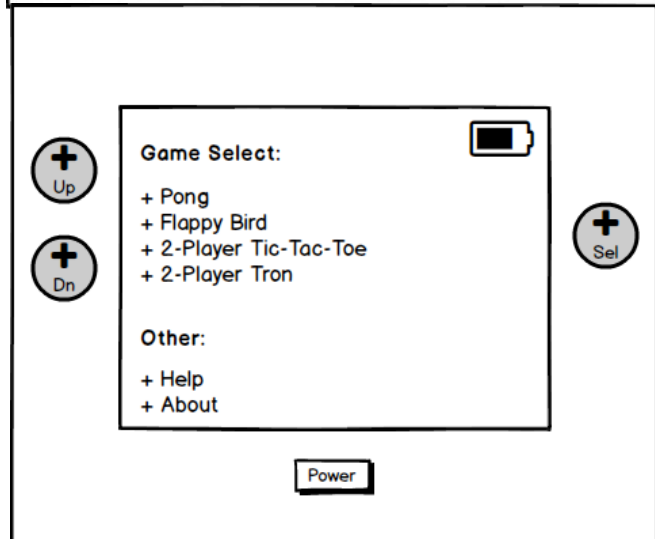 Game Select:
+ Pong
+ Flappy Bird
+ 2-Player Tic-Tac-Toe
+ 2-Player Tron
Other:
+ Help
+ About
Up
Dn
Sel
Power